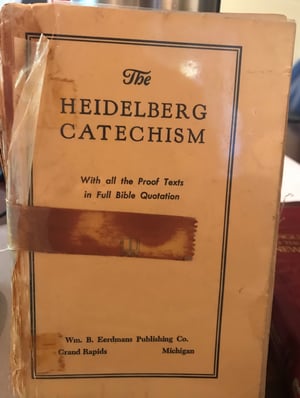 The
HEIDELBERG
CATECHISM
With all the Proof Texts
in Full Bible Quotation
Wm. B. Eerdmans Publishing Co.
Grand Rapids Michigan